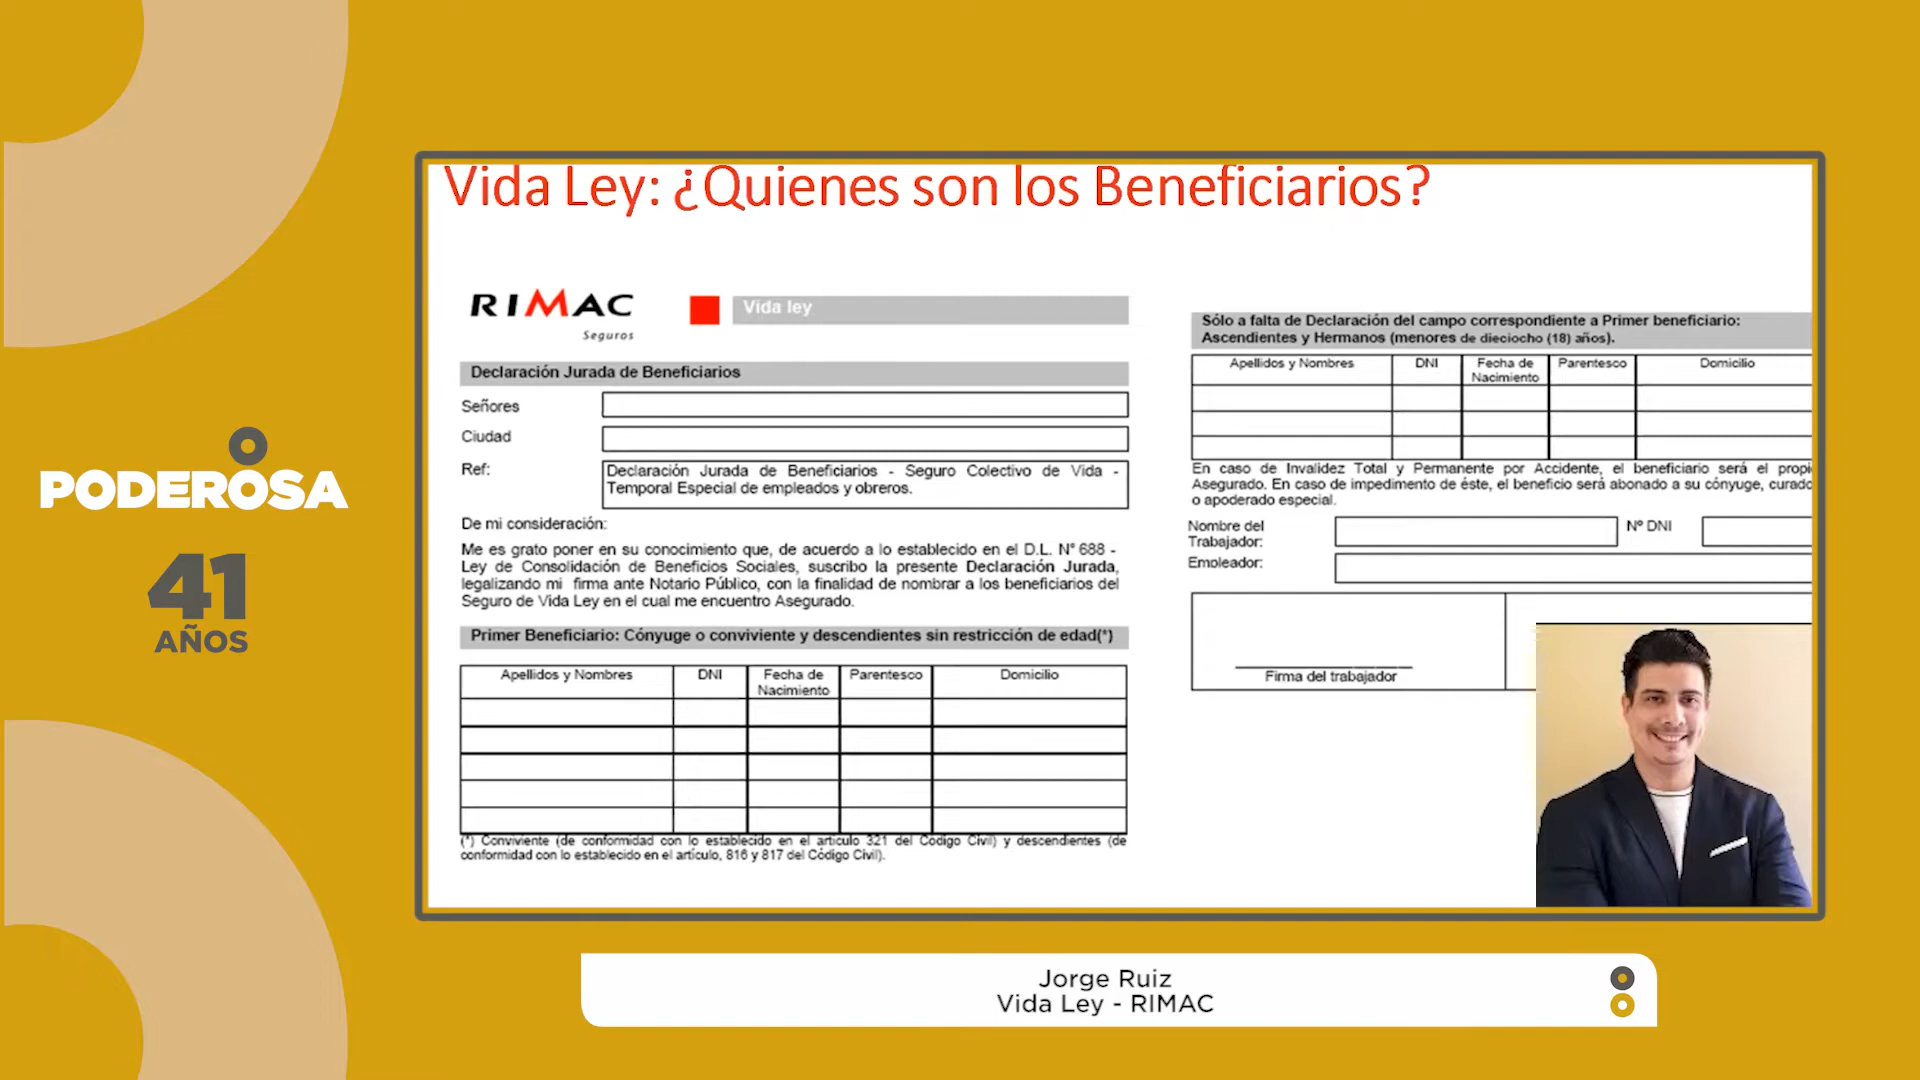 Vida Ley: ¿Quienes son los Beneficiarios?
RIMAC
Seguros
Vida ley
Declaración Jurada de Beneficiarios
Señores
Ciudad
Ref:
Declaración Jurada de Beneficiarios - Seguro Colectivo de Vida -
Temporal Especial de empleados y obreros.
De mi consideración:
Me es grato poner en su conocimiento que, de acuerdo a lo establecido en el D.L. N° 688 -
Ley de Consolidación de Beneficios Sociales, suscribo la presente Declaración Jurada,
legalizando mi firma ante Notario Público, con la finalidad de nombrar a los beneficiarios del
Seguro de Vida Ley en el cual me encuentro Asegurado.
Primer Beneficiario: Cónyuge o conviviente y descendientes sin restricción de edad(*)
Apellidos y Nombres DNI Fecha de Nacimiento Parentesco Domicilio
(*) Conviviente (de conformidad con lo establecido en el artículo 321 del Código Civil) y descendientes (de
conformidad con lo establecido en el artículo, 816 y 817 del Código Civil).
Sólo a falta de Declaración del campo correspondiente a Primer beneficiario:
Ascendientes y Hermanos (menores de dieciocho (18) años).
Apellidos y Nombres DNI Fecha de Nacimiento Parentesco Domicilio
En caso de Invalidez Total y Permanente por Accidente, el beneficiario será el propi
Asegurado. En caso de impedimento de éste, el beneficio será abonado a su cónyuge, curado
o apoderado especial.
Nombre del
Trabajador:
Nº DNI
Empleador:
Firma del trabajador
PODEROSA
41
AÑOS
Jorge Ruiz
Vida Ley - RIMAC